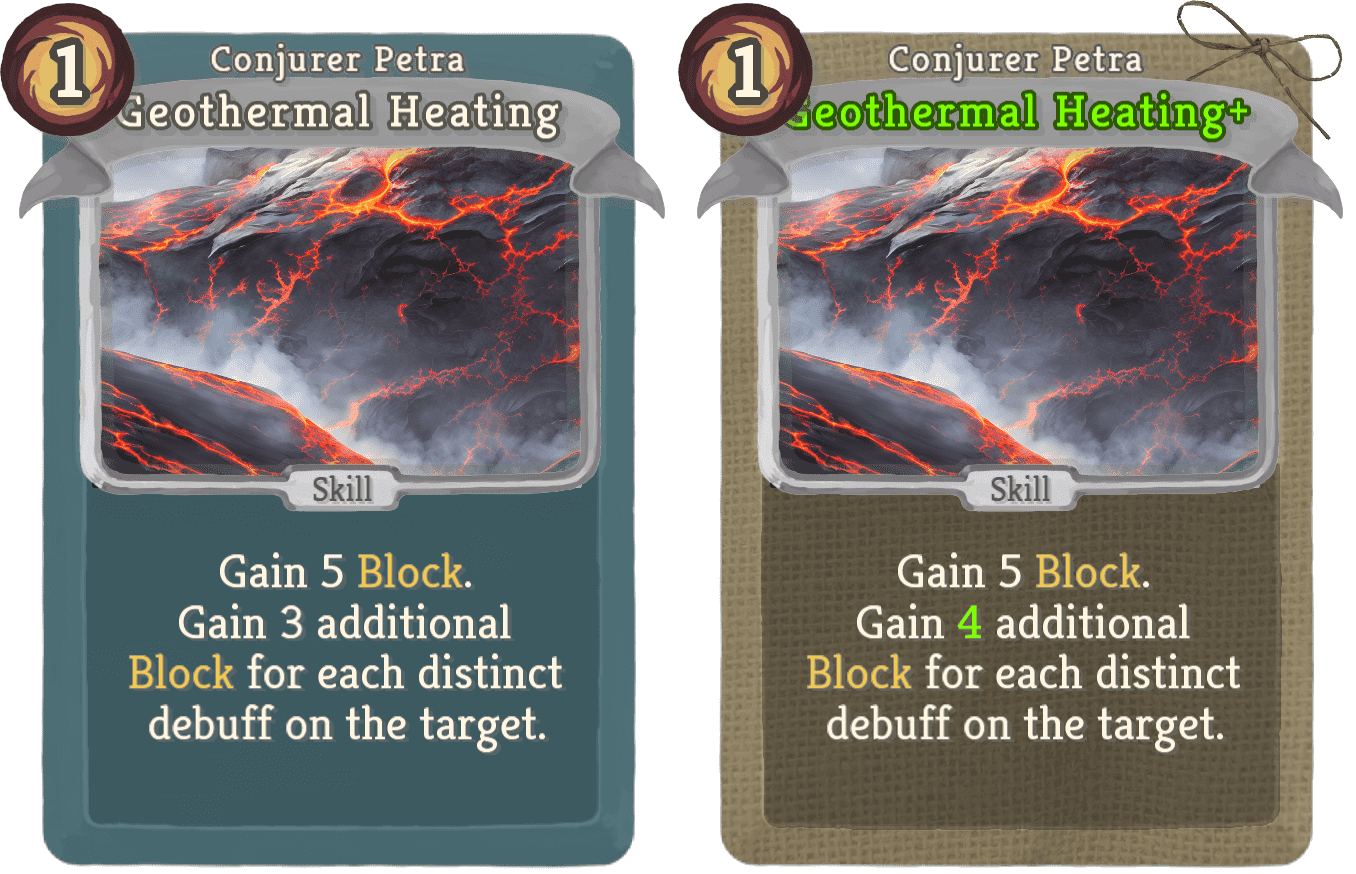 1
Conjurer Petra
Geothermal Heating
Skill
Gain 5 Block.
Gain 3 additional
Block for each distinct
debuff on the target.
1
Conjurer Petra
Geothermal Heating+
Skill
Gain 5 Block.
Gain 4 additional
Block for each distinct
debuff on the target.